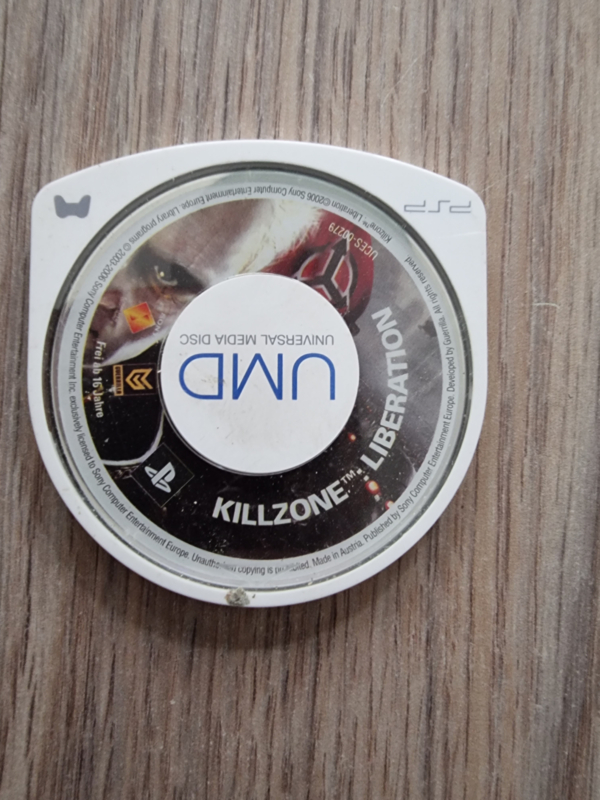 PSP
UMD
UNIVERSAL MEDIA DISC
KILLZONE™: LIBERATION
UCES-00279
Frei ab 16 Jahre
Killzone™: Liberation ©2006 Sony Computer Entertainment Europe. Library programs © 2003-2006 Sony Computer Entertainment Inc. exclusively licensed to Sony Computer Entertainment Europe. Unauthorised copying is prohibited. Made in Austria. Published by Sony Computer Entertainment Europe. Developed by Guerrilla. All rights reserved